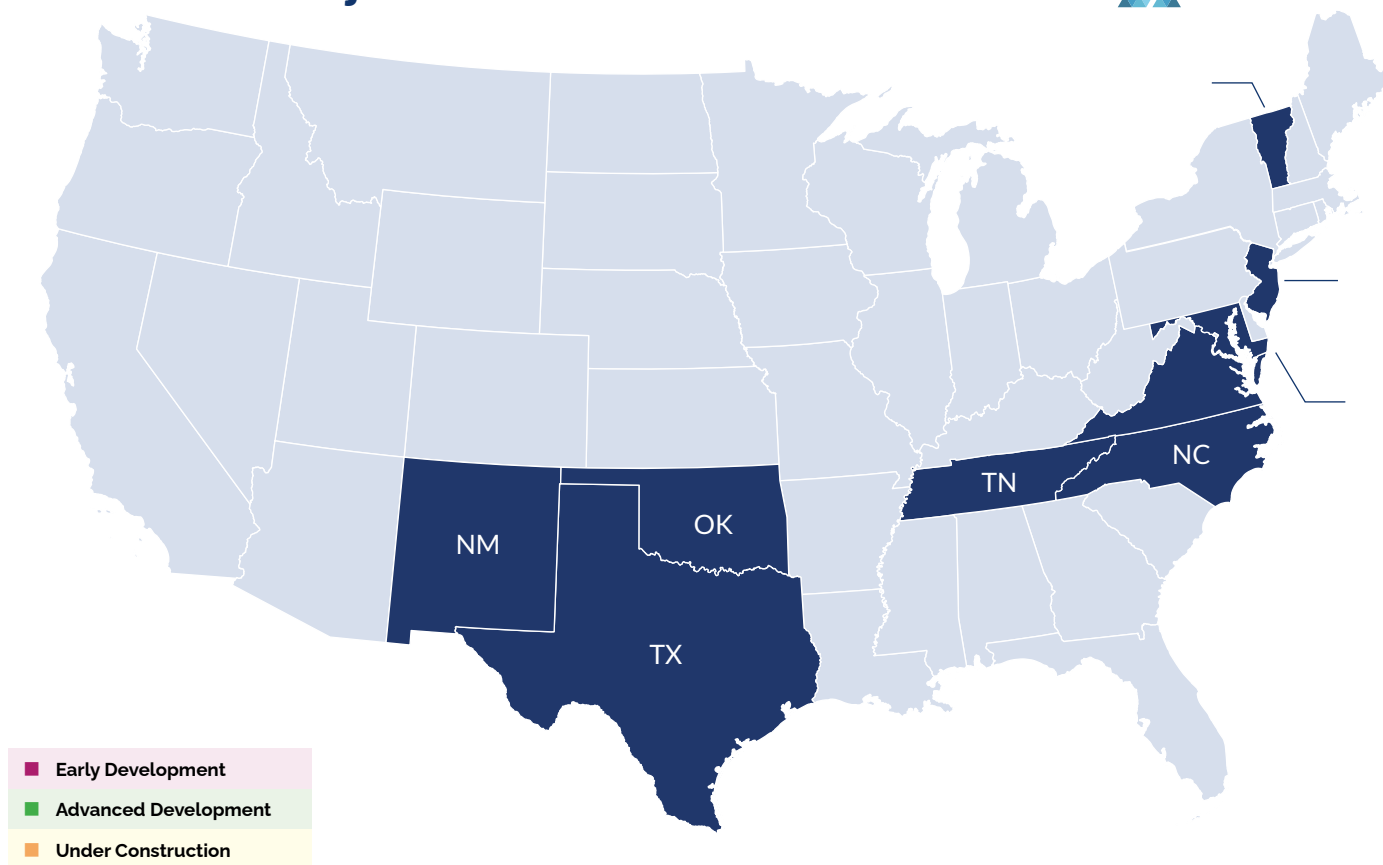 NC
TN
OK
NM
TX
Early Development
Advanced Development
Under Construction